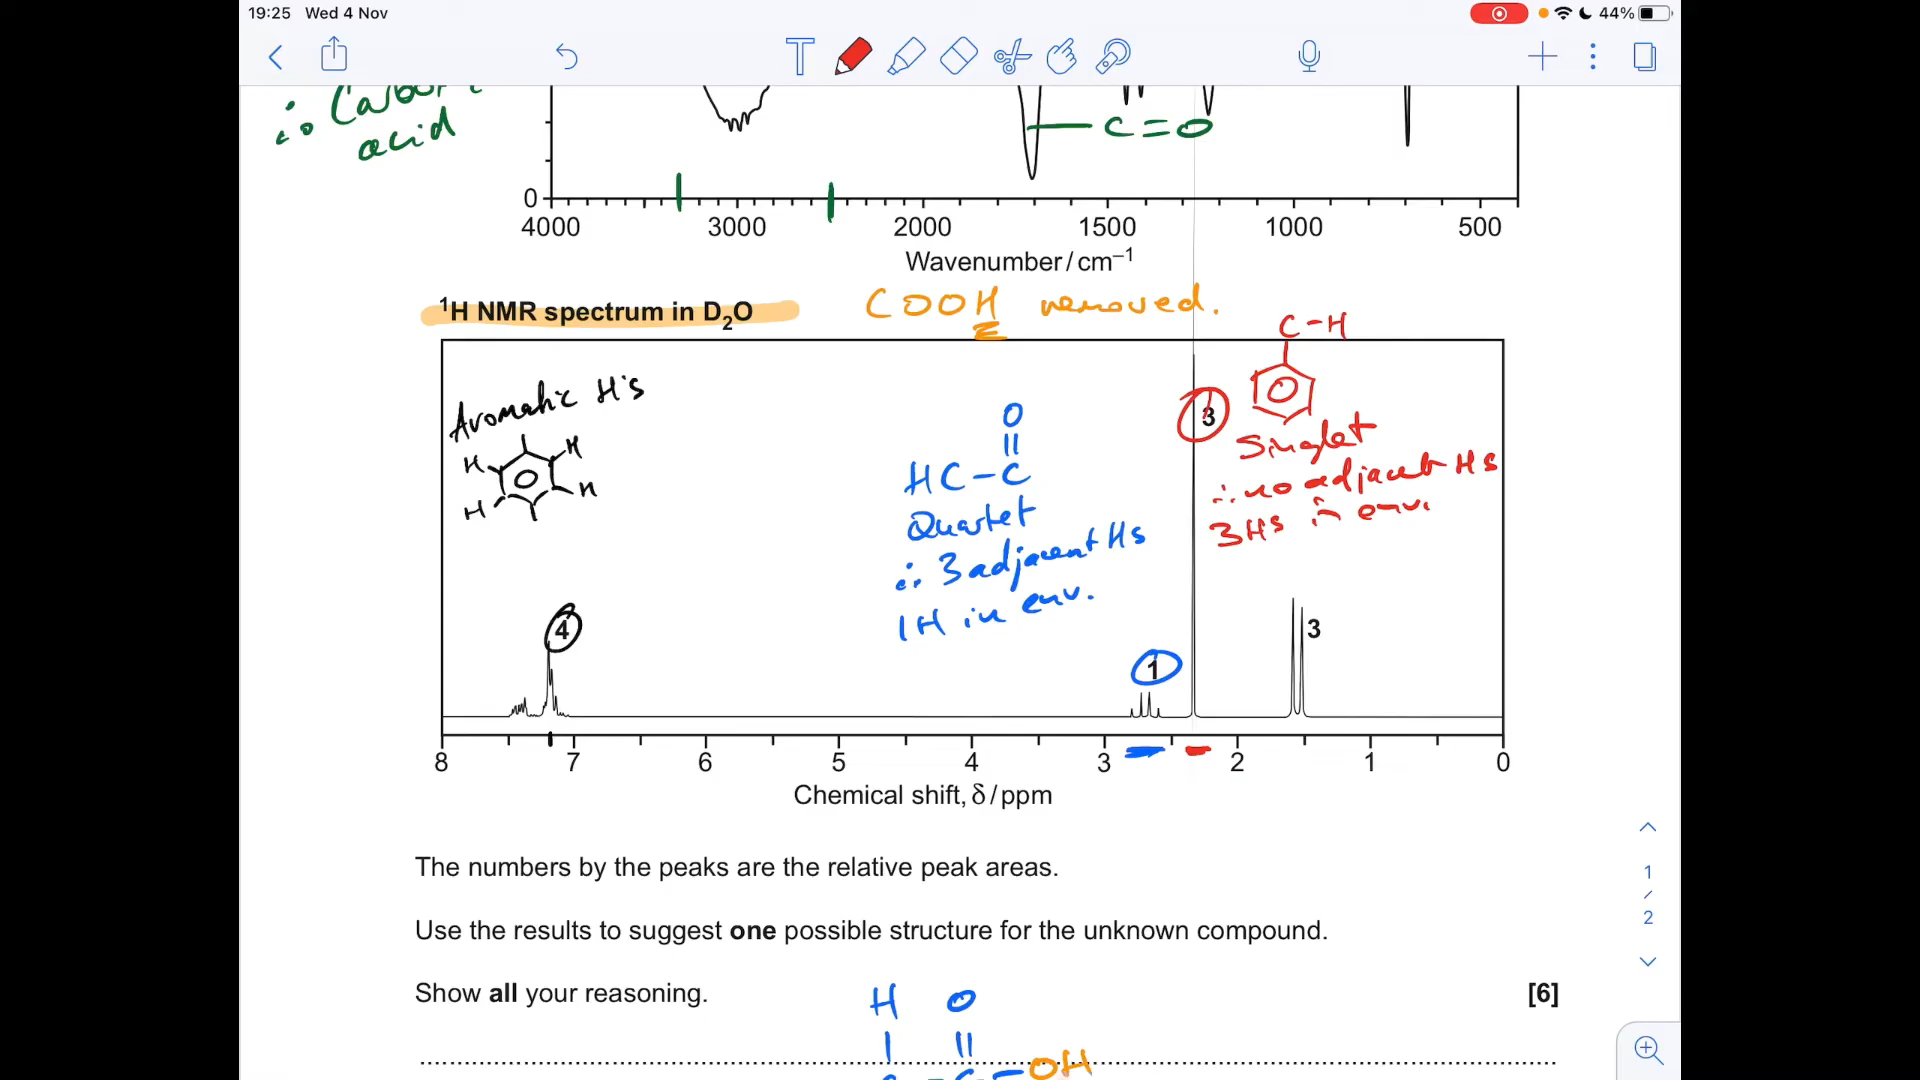 19:25 Wed 4 Nov 44%
T
∴ Carboxylic
acid
C=O
0
4000 3000 2000 1500 1000 500
Wavenumber/cm⁻¹
¹H NMR spectrum in D₂O
COOH removed.
C-H
Aromatic H's
H H
H H
O
||
HC-C
Quartet
∴ 3 adjacent Hs
1H in env.
3
Singlet
∴ no adjacent Hs
3Hs in env.
4
1
3
8 7 6 5 4 3 2 1 0
Chemical shift, δ/ppm
The numbers by the peaks are the relative peak areas.
1
/
2
Use the results to suggest one possible structure for the unknown compound.
Show all your reasoning. [6]
H O
| ||
C-C-OH